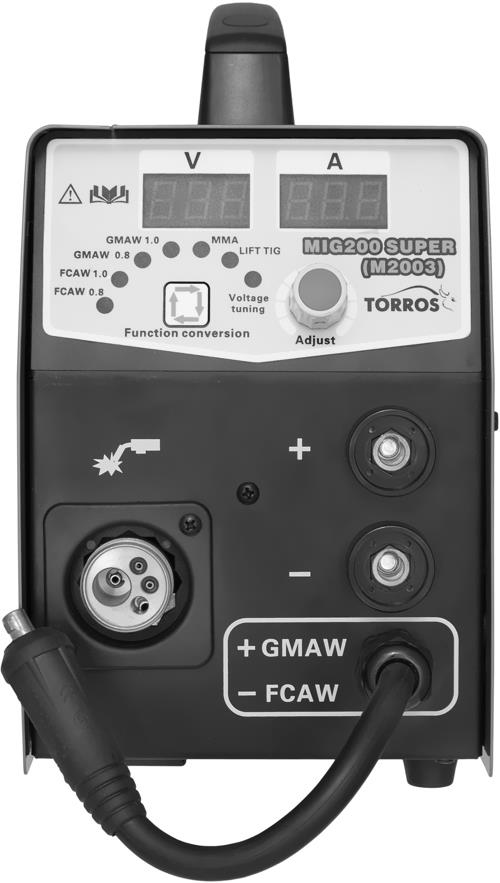 V
A
GMAW 1.0
MMA
GMAW 0.8
LIFT TIG
FCAW 1.0
FCAW 0.8
MIG200 SUPER
(M2003)
Voltage
tuning
TORROS
Function conversion
Adjust
+
−
+ GMAW
− FCAW